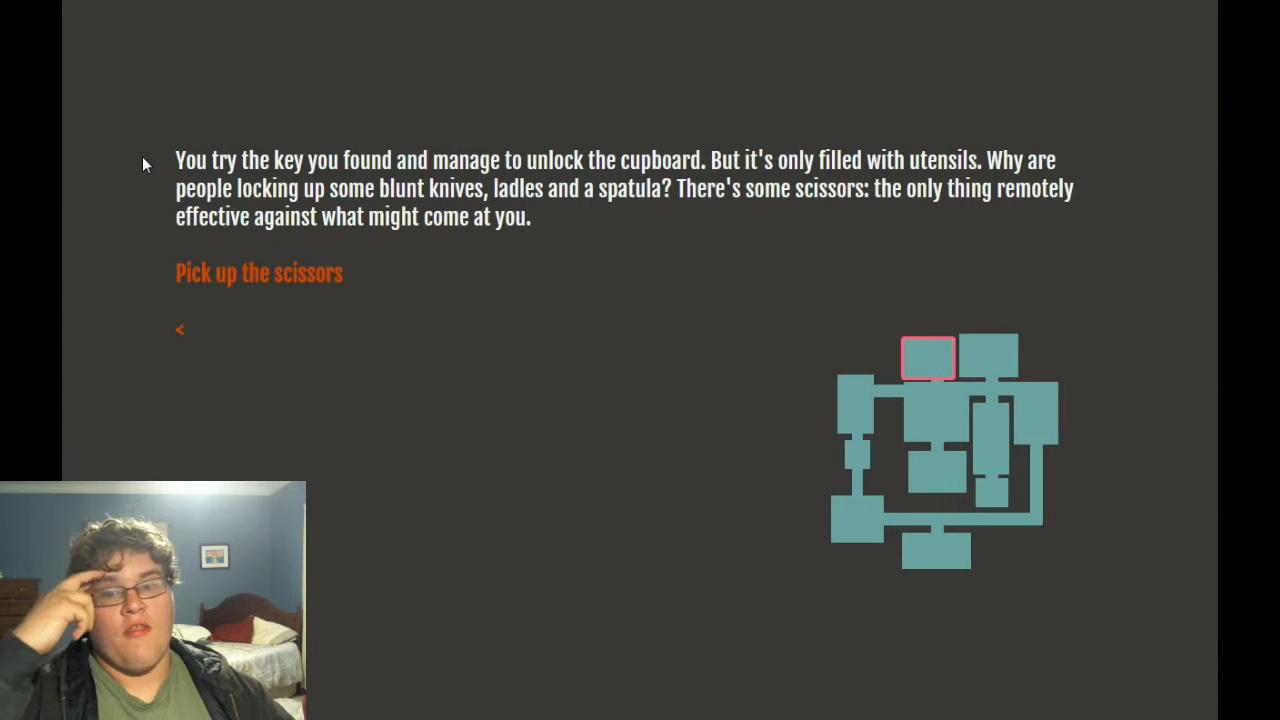 You try the key you found and manage to unlock the cupboard. But it's only filled with utensils. Why are
people locking up some blunt knives, ladles and a spatula? There's some scissors: the only thing remotely
effective against what might come at you.
Pick up the scissors
<